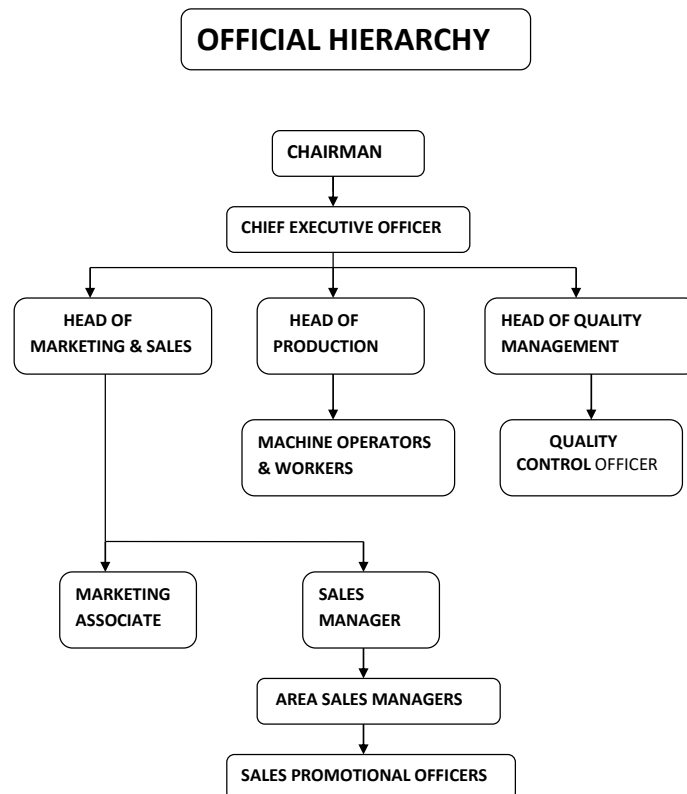 OFFICIAL HIERARCHY
CHAIRMAN
CHIEF EXECUTIVE OFFICER
HEAD OF
MARKETING & SALES
HEAD OF
PRODUCTION
HEAD OF QUALITY
MANAGEMENT
MACHINE OPERATORS
& WORKERS
QUALITY
CONTROL OFFICER
MARKETING
ASSOCIATE
SALES
MANAGER
AREA SALES MANAGERS
SALES PROMOTIONAL OFFICERS